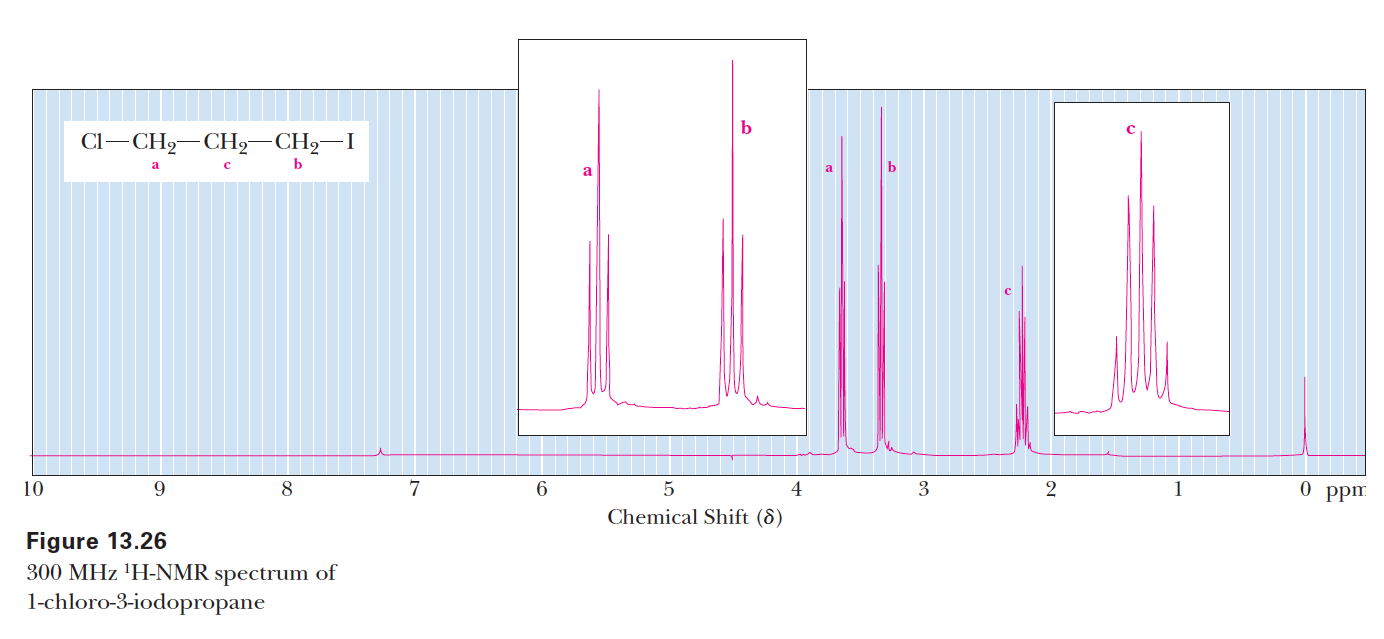 Cl—CH₂—CH₂—CH₂—I
a c b
a
b
a
b
c
c
10 9 8 7 6 5 4 3 2 1 0 ppm
Chemical Shift (δ)
Figure 13.26
300 MHz ¹H-NMR spectrum of
1-chloro-3-iodopropane